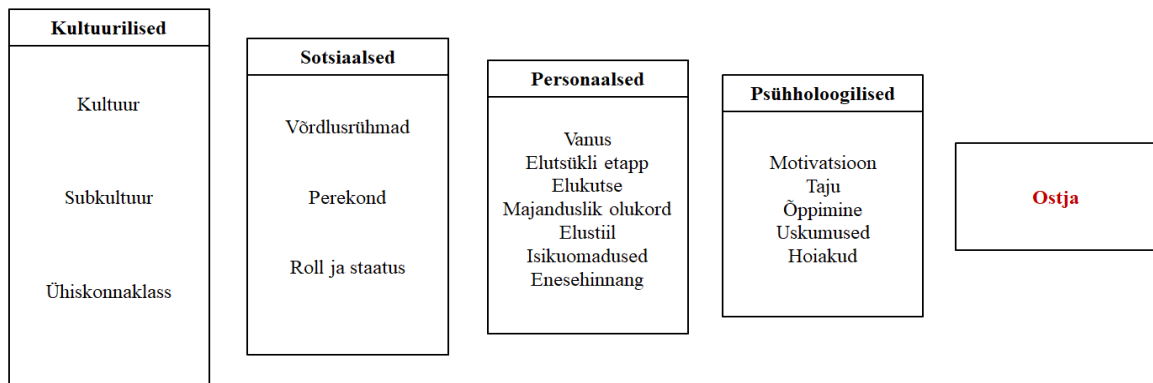 Kultuurilised
Kultuur
Subkultuur
Ühiskonnaklass
Sotsiaalsed
Võrdlusrühmad
Perekond
Roll ja staatus
Personaalsed
Vanus
Elutsükli etapp
Elukutse
Majanduslik olukord
Elustiil
Isikuomadused
Enesehinnang
Psühholoogilised
Motivatsioon
Taju
Õppimine
Uskumused
Hoiakud
Ostja